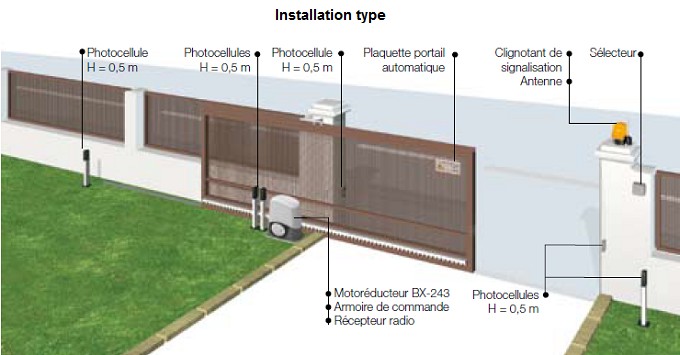 Installation type
Photocellule
H = 0,5 m
Photocellules
H = 0,5 m
Photocellule
H = 0,5 m
Plaquette portail
automatique
Clignotant de
signalisation
Antenne
Sélecteur
Motoréducteur BX-243
Armoire de commande
Récepteur radio
Photocellules
H = 0,5 m